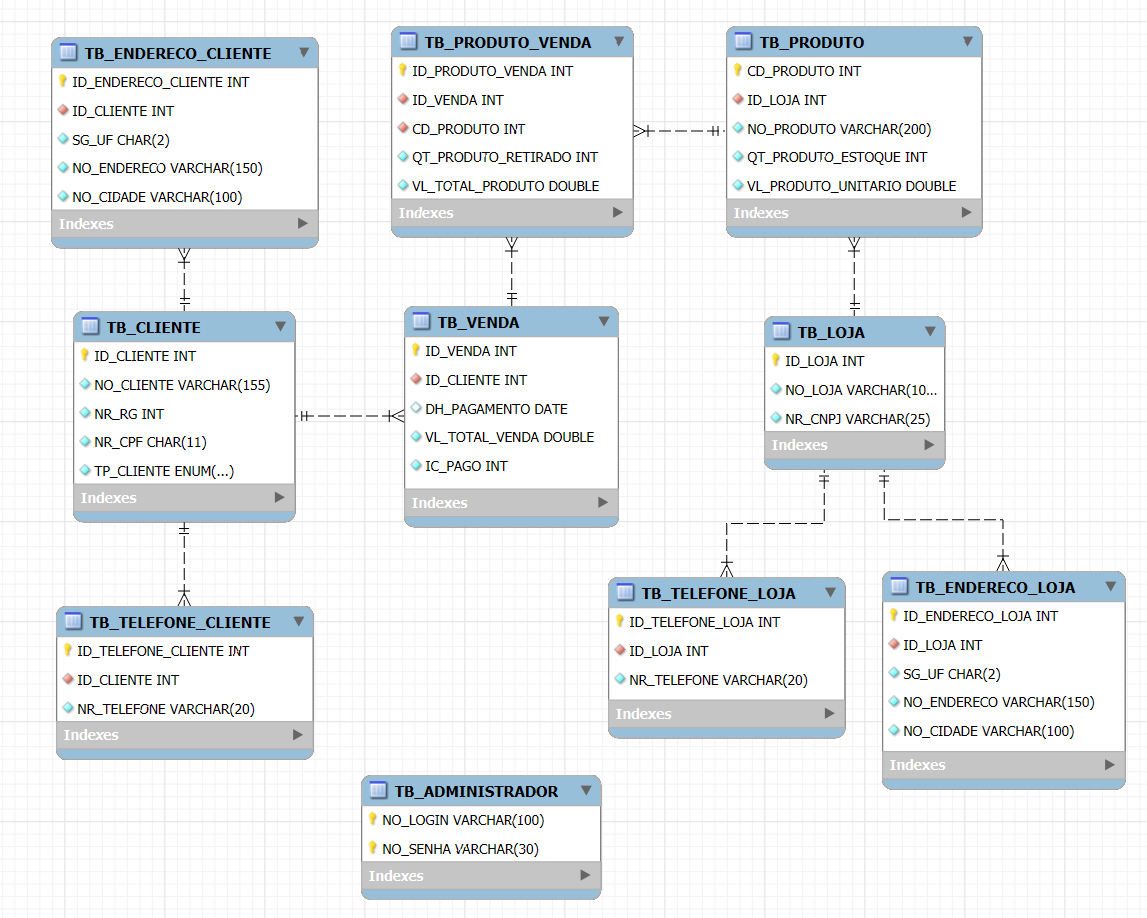 TB_ENDERECO_CLIENTE
ID_ENDERECO_CLIENTE INT
ID_CLIENTE INT
SG_UF CHAR(2)
NO_ENDERECO VARCHAR(150)
NO_CIDADE VARCHAR(100)
Indexes
TB_PRODUTO_VENDA
ID_PRODUTO_VENDA INT
ID_VENDA INT
CD_PRODUTO INT
QT_PRODUTO_RETIRADO INT
VL_TOTAL_PRODUTO DOUBLE
Indexes
TB_PRODUTO
CD_PRODUTO INT
ID_LOJA INT
NO_PRODUTO VARCHAR(200)
QT_PRODUTO_ESTOQUE INT
VL_PRODUTO_UNITARIO DOUBLE
Indexes
TB_CLIENTE
ID_CLIENTE INT
NO_CLIENTE VARCHAR(155)
NR_RG INT
NR_CPF CHAR(11)
TP_CLIENTE ENUM(...)
Indexes
TB_VENDA
ID_VENDA INT
ID_CLIENTE INT
DH_PAGAMENTO DATE
VL_TOTAL_VENDA DOUBLE
IC_PAGO INT
Indexes
TB_LOJA
ID_LOJA INT
NO_LOJA VARCHAR(10...
NR_CNPJ VARCHAR(25)
Indexes
TB_TELEFONE_CLIENTE
ID_TELEFONE_CLIENTE INT
ID_CLIENTE INT
NR_TELEFONE VARCHAR(20)
Indexes
TB_TELEFONE_LOJA
ID_TELEFONE_LOJA INT
ID_LOJA INT
NR_TELEFONE VARCHAR(20)
Indexes
TB_ENDERECO_LOJA
ID_ENDERECO_LOJA INT
ID_LOJA INT
SG_UF CHAR(2)
NO_ENDERECO VARCHAR(150)
NO_CIDADE VARCHAR(100)
Indexes
TB_ADMINISTRADOR
NO_LOGIN VARCHAR(100)
NO_SENHA VARCHAR(30)
Indexes